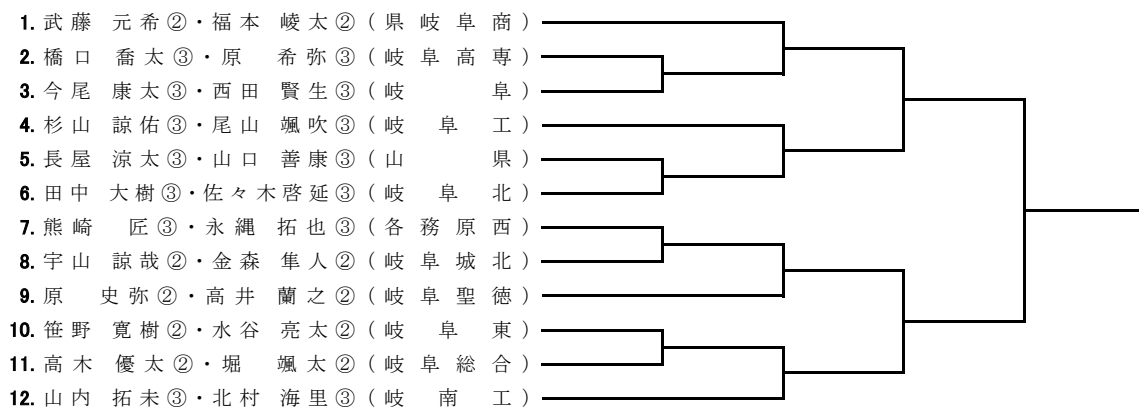 1. 武藤 元希②・福本 崚太②(県岐阜商)
2. 橋口 喬太③・原 希弥③(岐阜高専)
3. 今尾 康太③・西田 賢生③(岐阜)
4. 杉山 諒佑③・尾山 颯吹③(岐阜工)
5. 長屋 涼太③・山口 善康③(山県)
6. 田中 大樹③・佐々木啓延③(岐阜北)
7. 熊崎 匠③・永縄 拓也③(各務原西)
8. 宇山 諒哉②・金森 隼人②(岐阜城北)
9. 原 史弥②・高井 蘭之②(岐阜聖徳)
10. 笹野 寛樹②・水谷 亮太②(岐阜東)
11. 高木 優太②・堀 颯太②(岐阜総合)
12. 山内 拓未③・北村 海里③(岐南工)